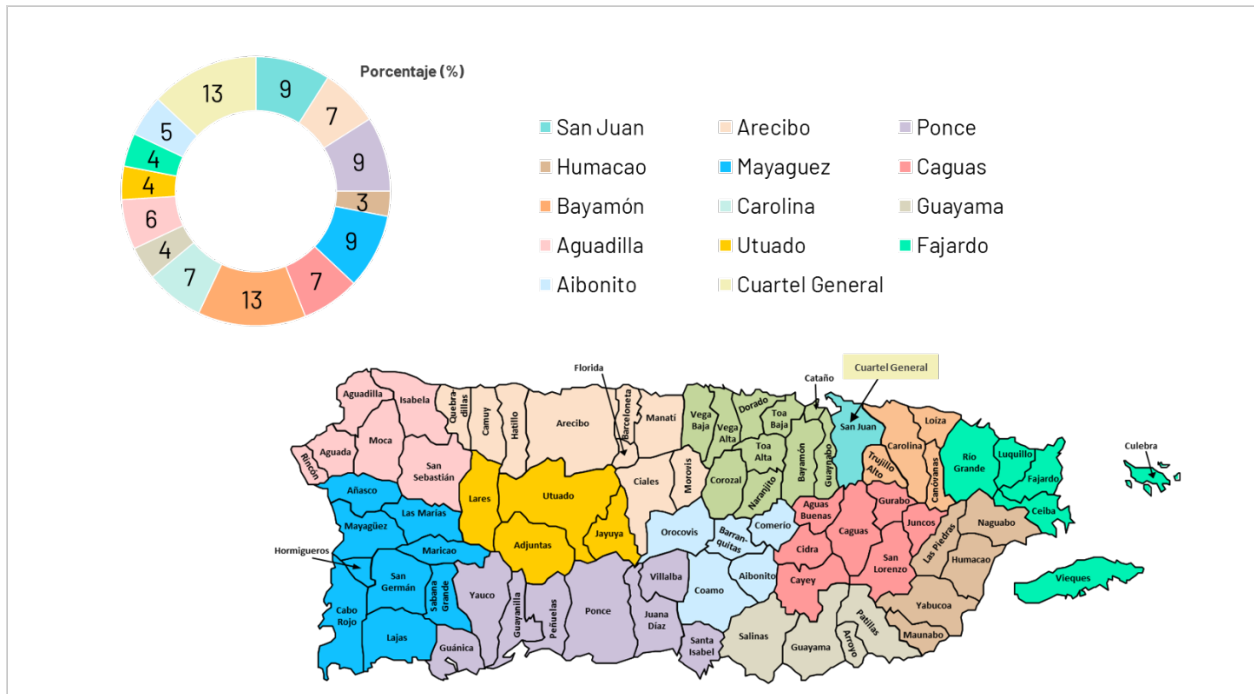 Porcentaje (%)
13
9
7
9
3
9
7
13
7
4
6
4
4
5
San Juan
Arecibo
Ponce
Humacao
Mayaguez
Caguas
Bayamón
Carolina
Guayama
Aguadilla
Utuado
Fajardo
Aibonito
Cuartel General
Florida
Cataño
Cuartel General
Culebra
Hormigueros
Aguadilla
Isabela
Quebra-
dillas
Camuy
Hatillo
Arecibo
Barceloneta
Manatí
Vega
Baja
Vega
Alta
Dorado
Toa
Baja
Toa
Alta
Bayamón
Guaynabo
San Juan
Carolina
Loíza
Trujillo
Alto
Canóvanas
Rio
Grande
Luquillo
Fajardo
Ceiba
Rincón
Aguada
Moca
San
Sebastián
Lares
Utuado
Ciales
Morovis
Corozal
Naranjito
Añasco
Las Marías
Mayagüez
Maricao
Adjuntas
Jayuya
Orocovis
Barran-
quitas
Comerío
Aguas
Buenas
Caguas
Gurabo
Juncos
Las Piedras
Naguabo
Humacao
Cidra
San
Lorenzo
Cayey
San
Germán
Sabana
Grande
Cabo
Rojo
Lajas
Yauco
Guánica
Guayanilla
Peñuelas
Ponce
Villalba
Juana
Díaz
Coamo
Aibonito
Santa
Isabel
Salinas
Guayama
Arroyo
Patillas
Yabucoa
Maunabo
Vieques